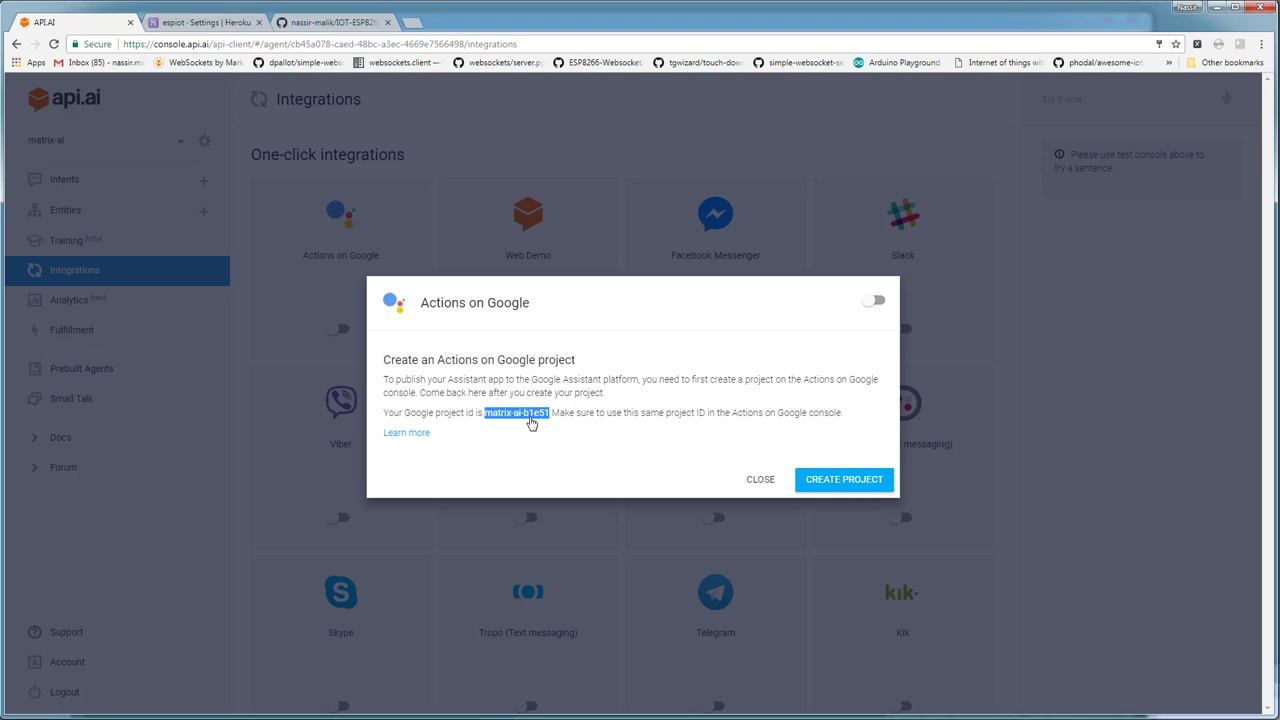 Nassir
API.AI
espiot - Settings | Heroku
nassir-malik/IOT-ESP826
Secure
https://console.api.ai/api-client/#/agent/cb45a078-caed-48bc-a3ec-4669e7566498/integrations
Apps
Inbox (85) - nassir.ma
WebSockets by Mark
dpallot/simple-webso
websockets.client —
websockets/server.py
ESP8266-Websocket
tgwizard/touch-dow
simple-websocket-se
Arduino Playground
Internet of things wit
phodal/awesome-iot
»
Other bookmarks
api.ai
Integrations
Try it now
matrix-ai
One-click integrations
Please use test console above to
try a sentence.
Intents
Entities
Training [beta]
Integrations
Analytics [new]
Fulfillment
Prebuilt Agents
Small Talk
Docs
Forum
Support
Account
Logout
Actions on Google
Web Demo
Facebook Messenger
Slack
Actions on Google
Create an Actions on Google project
To publish your Assistant app to the Google Assistant platform, you need to first create a project on the Actions on Google
console. Come back here after you create your project.
Your Google project id is matrix-ai-b1e51 Make sure to use this same project ID in the Actions on Google console.
Learn more
CLOSE
CREATE PROJECT
Viber
messaging)
Skype
Tropo (Text messaging)
Telegram
kik
Kik